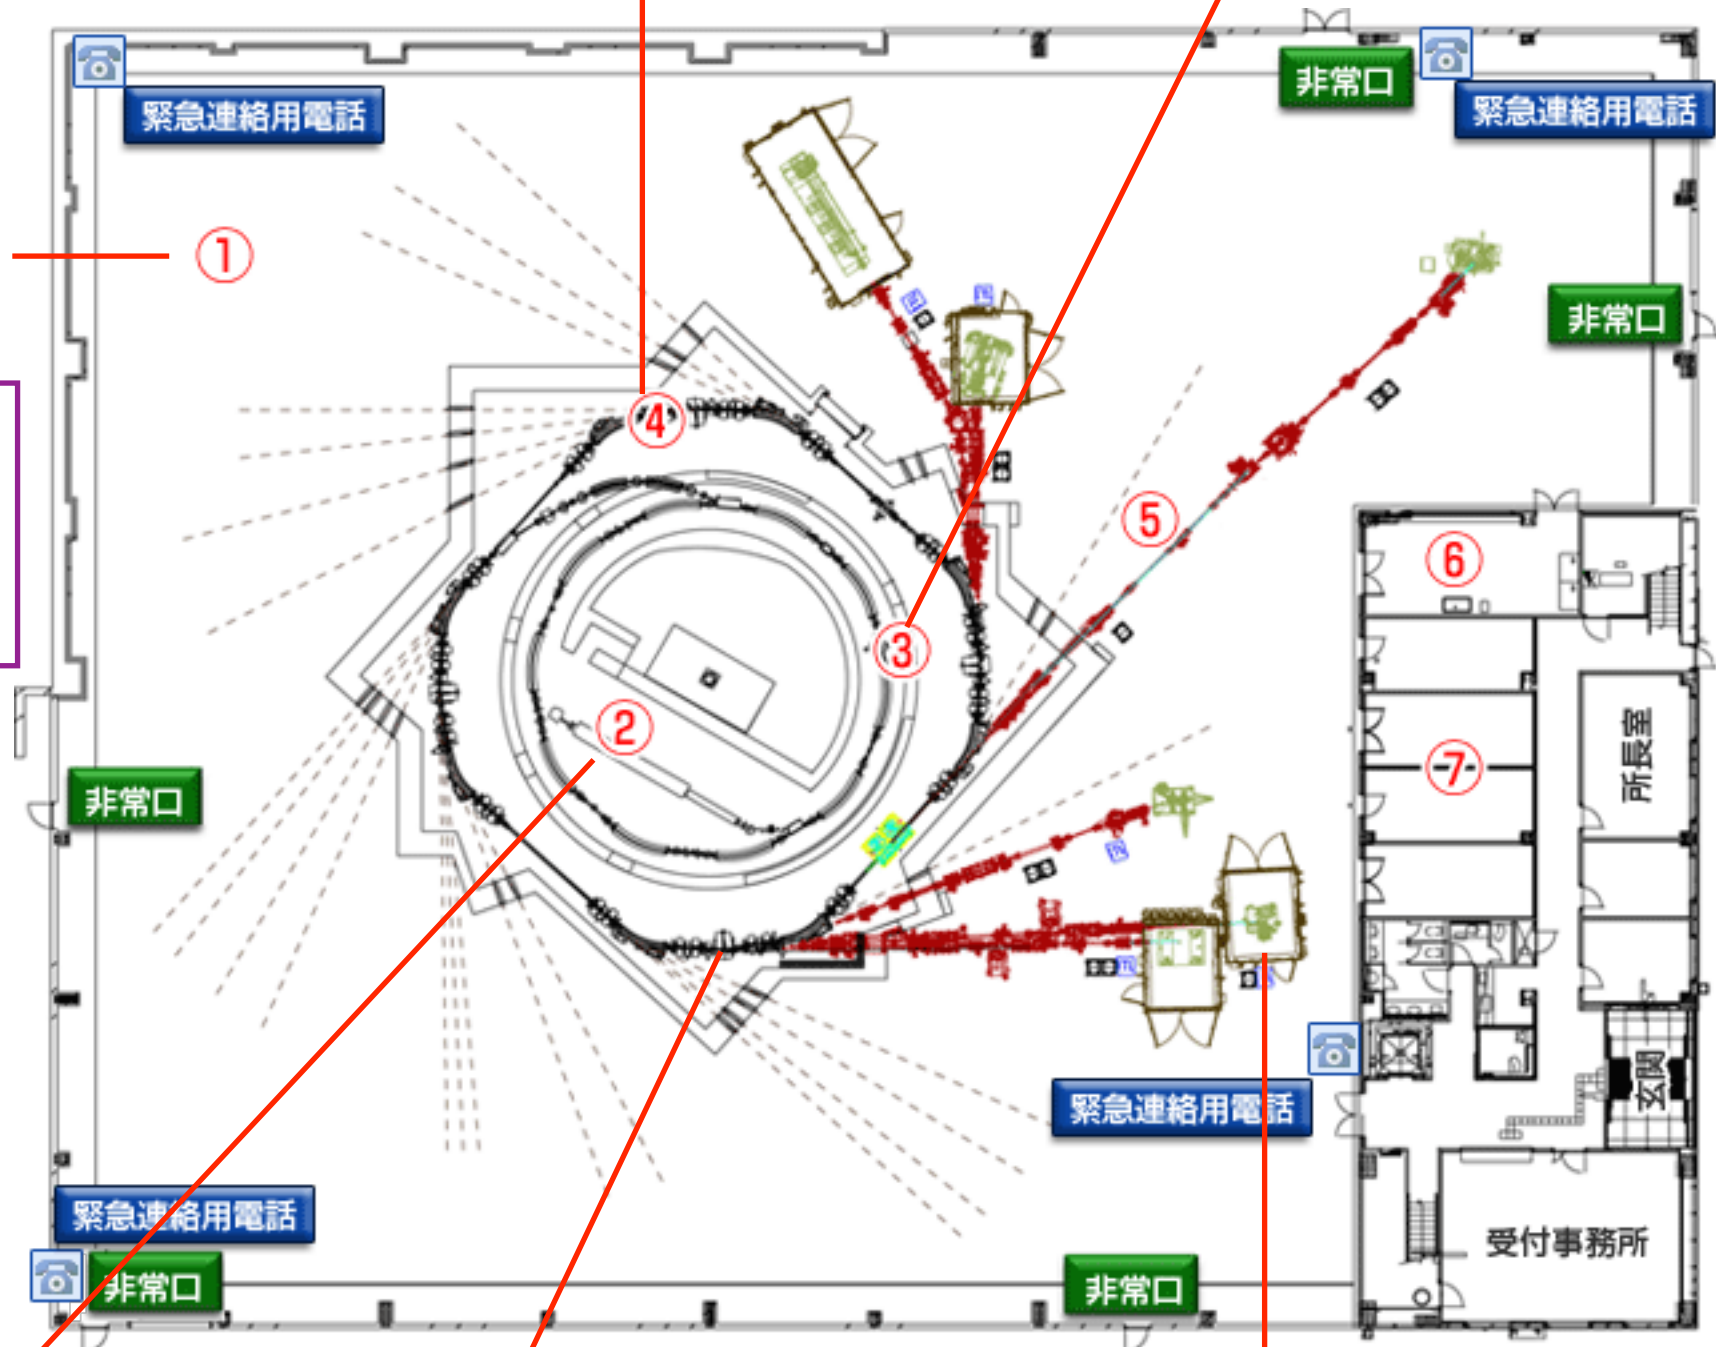 非常口
緊急連絡用電話
緊急連絡用電話
①
非常口
④
⑤
⑥
③
②
⑦
所長室
非常口
玄関
緊急連絡用電話
緊急連絡用電話
受付事務所
非常口
非常口